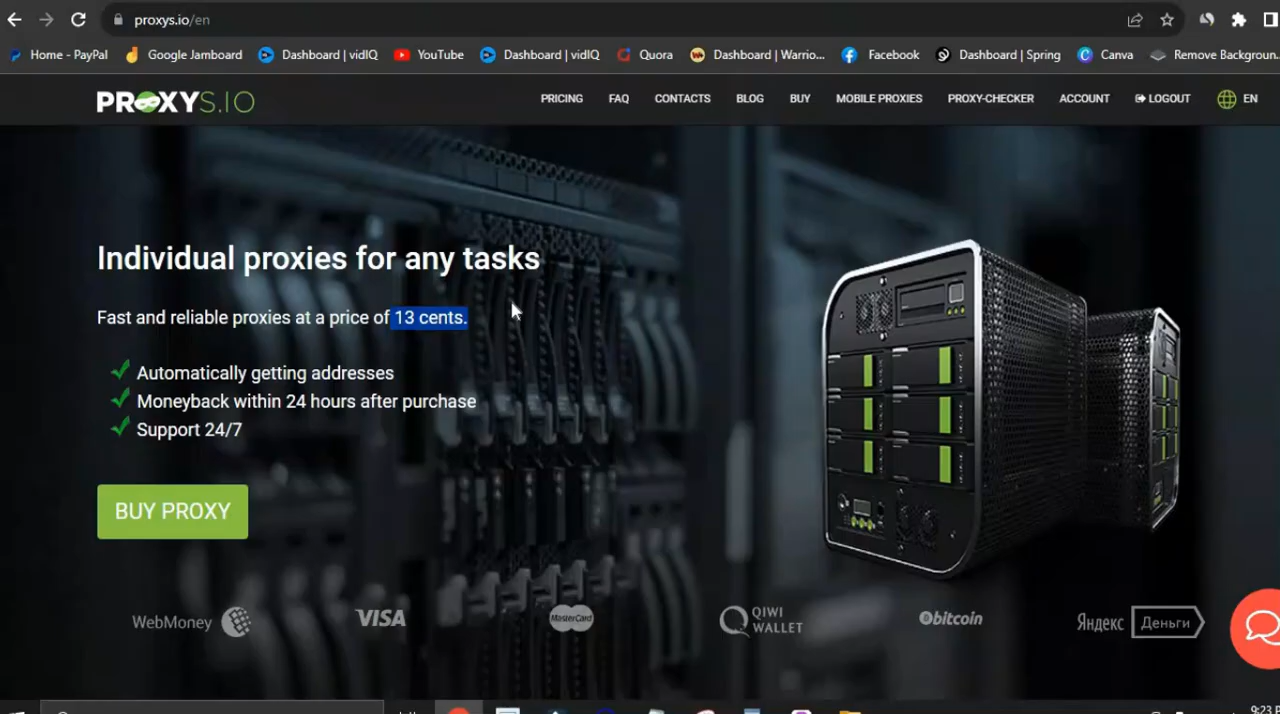 proxys.io/en
Home - PayPal Google Jamboard Dashboard | vidIQ YouTube Dashboard | vidIQ Quora Dashboard | Warrio... Facebook Dashboard | Spring Canva Remove Backgroun...
PROXYS.IO PRICING FAQ CONTACTS BLOG BUY MOBILE PROXIES PROXY-CHECKER ACCOUNT LOGOUT EN
Individual proxies for any tasks
Fast and reliable proxies at a price of 13 cents.
Automatically getting addresses
Moneyback within 24 hours after purchase
Support 24/7
BUY PROXY
WebMoney VISA MasterCard QIWI WALLET bitcoin Яндекс Деньги